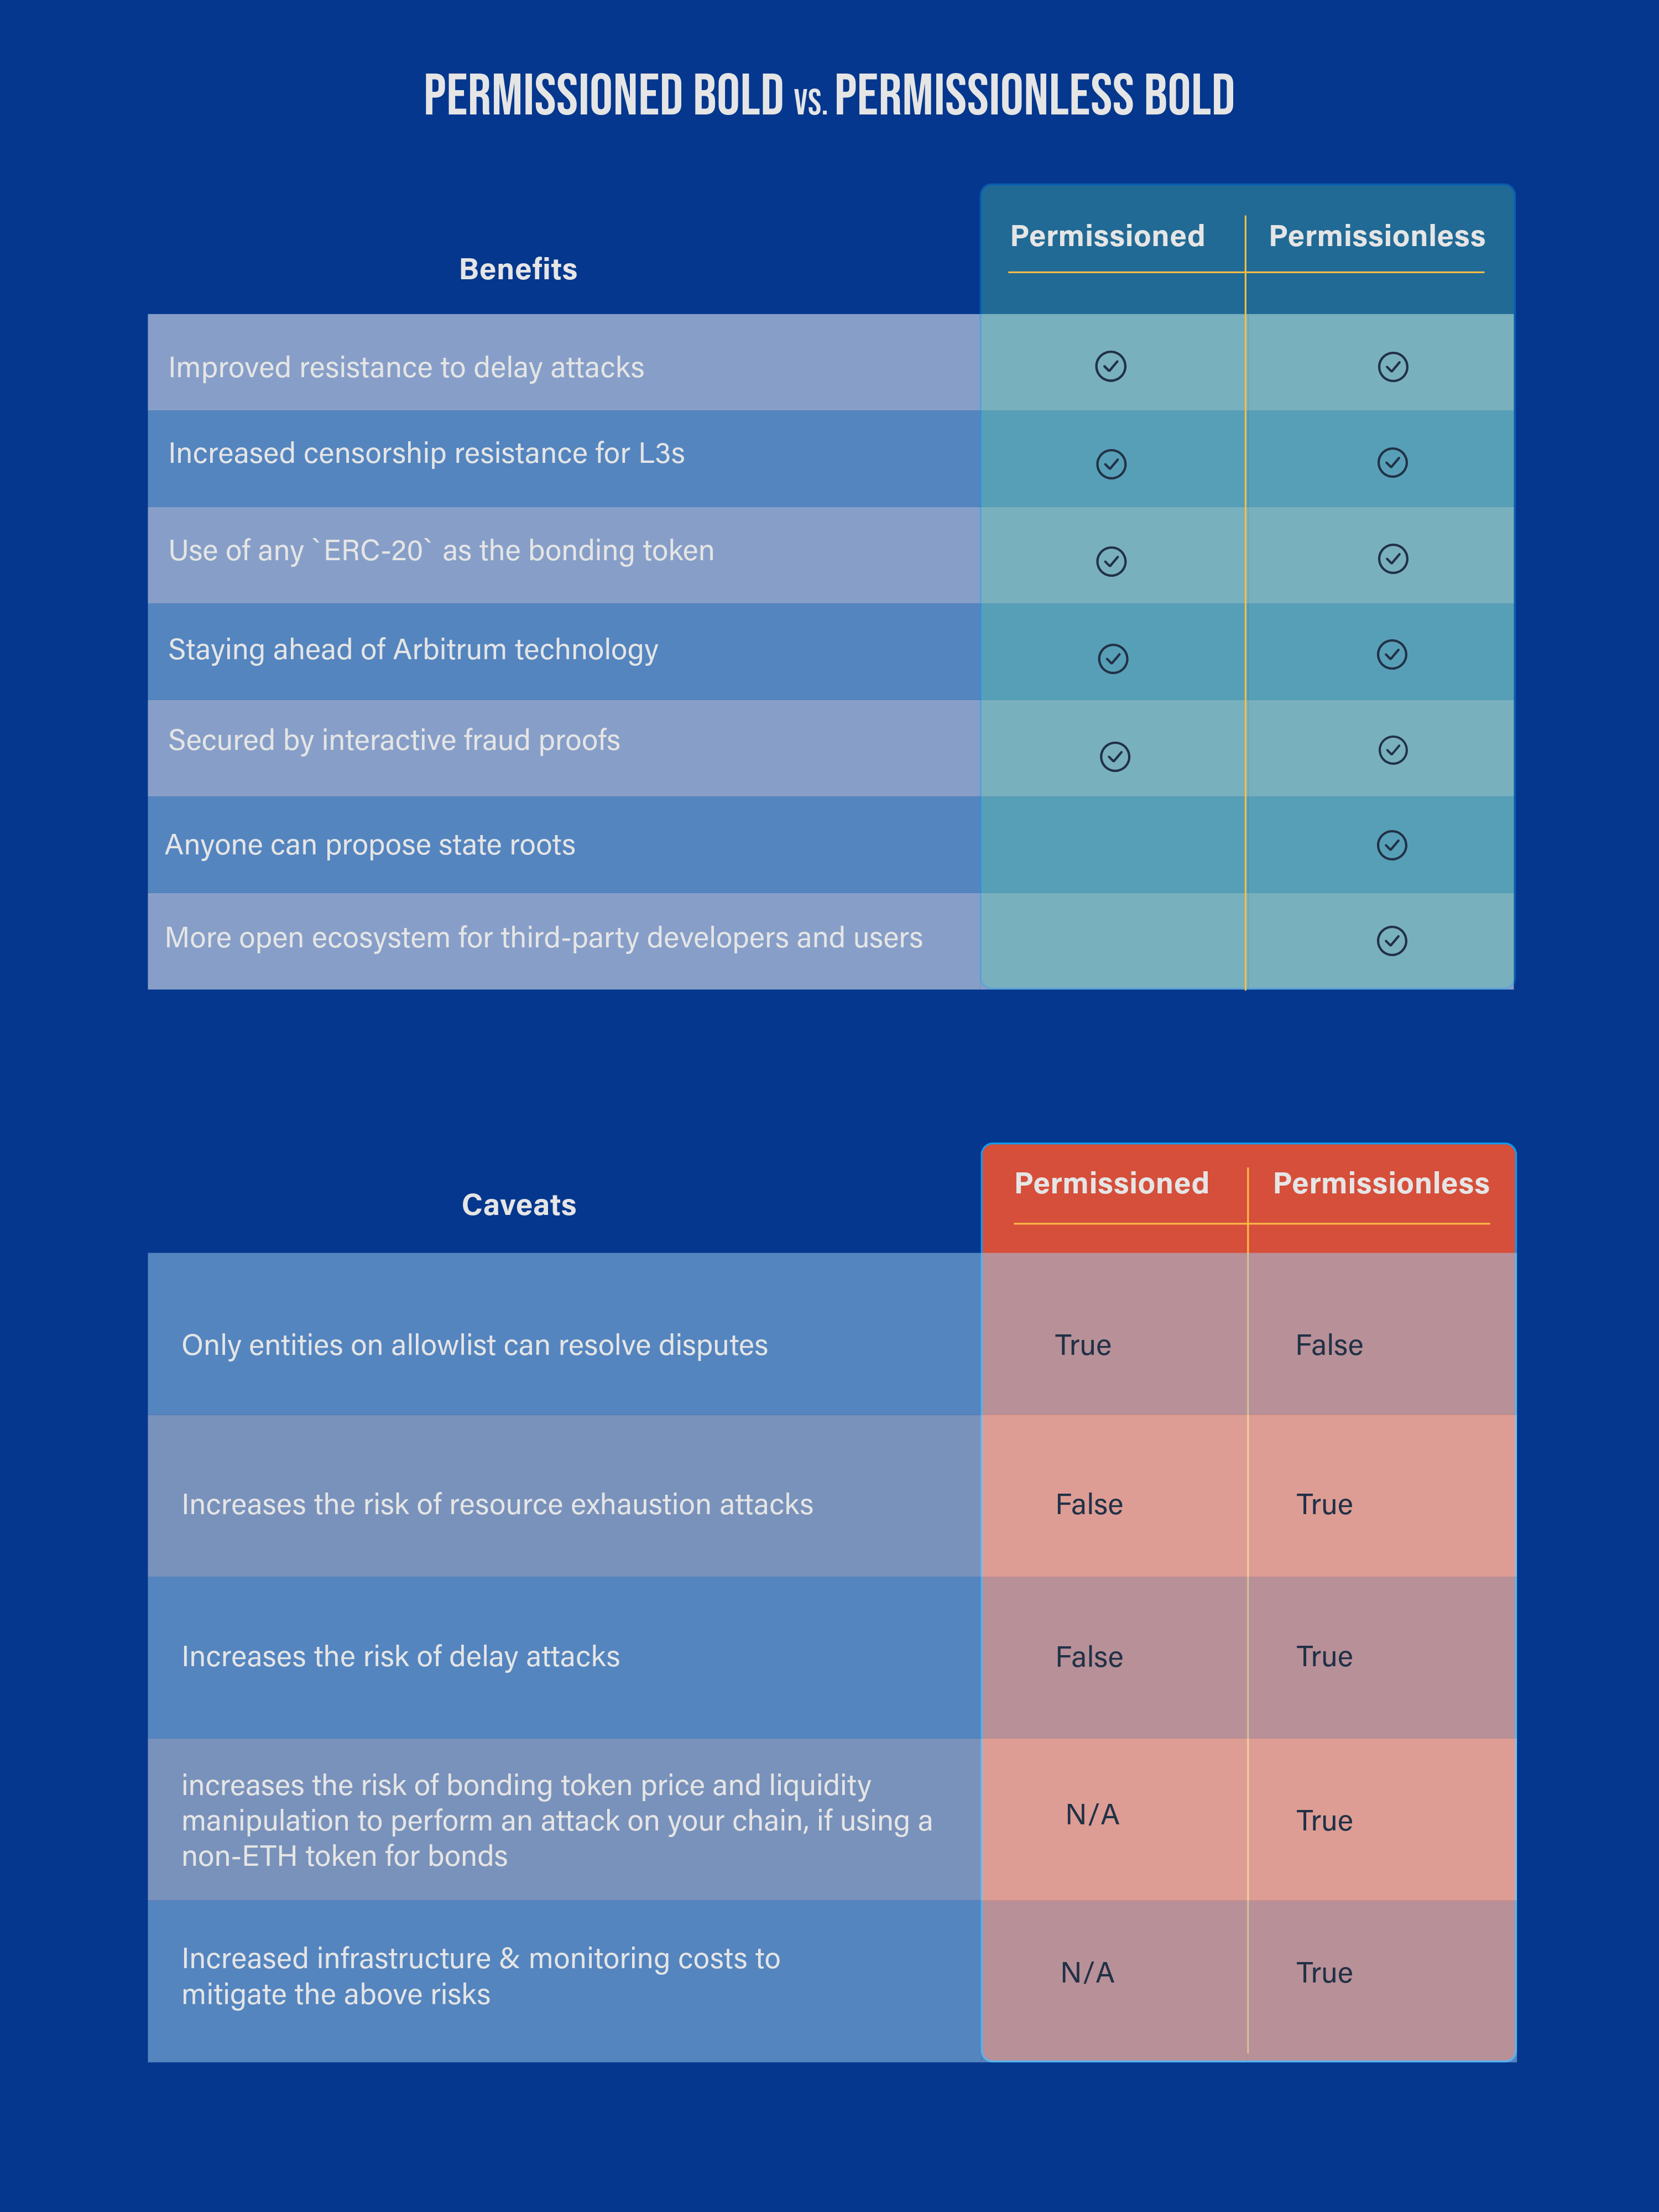 PERMISSIONED BOLD VS. PERMISSIONLESS BOLD
Benefits
Permissioned
Permissionless
Improved resistance to delay attacks
Increased censorship resistance for L3s
Use of any `ERC-20` as the bonding token
Staying ahead of Arbitrum technology
Secured by interactive fraud proofs
Anyone can propose state roots
More open ecosystem for third-party developers and users
Caveats
Permissioned
Permissionless
Only entities on allowlist can resolve disputes
True
False
Increases the risk of resource exhaustion attacks
False
True
Increases the risk of delay attacks
False
True
increases the risk of bonding token price and liquidity
manipulation to perform an attack on your chain, if using a
non-ETH token for bonds
N/A
True
Increased infrastructure & monitoring costs to
mitigate the above risks
N/A
True